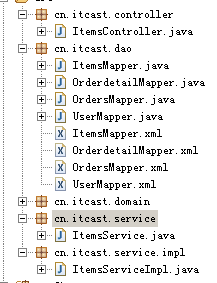 cn.itcast.controller
ItemsController.java
cn.itcast.dao
ItemsMapper.java
OrderdetailMapper.java
OrdersMapper.java
UserMapper.java
ItemsMapper.xml
OrderdetailMapper.xml
OrdersMapper.xml
UserMapper.xml
cn.itcast.domain
cn.itcast.service
ItemsService.java
cn.itcast.service.impl
ItemsServiceImpl.java